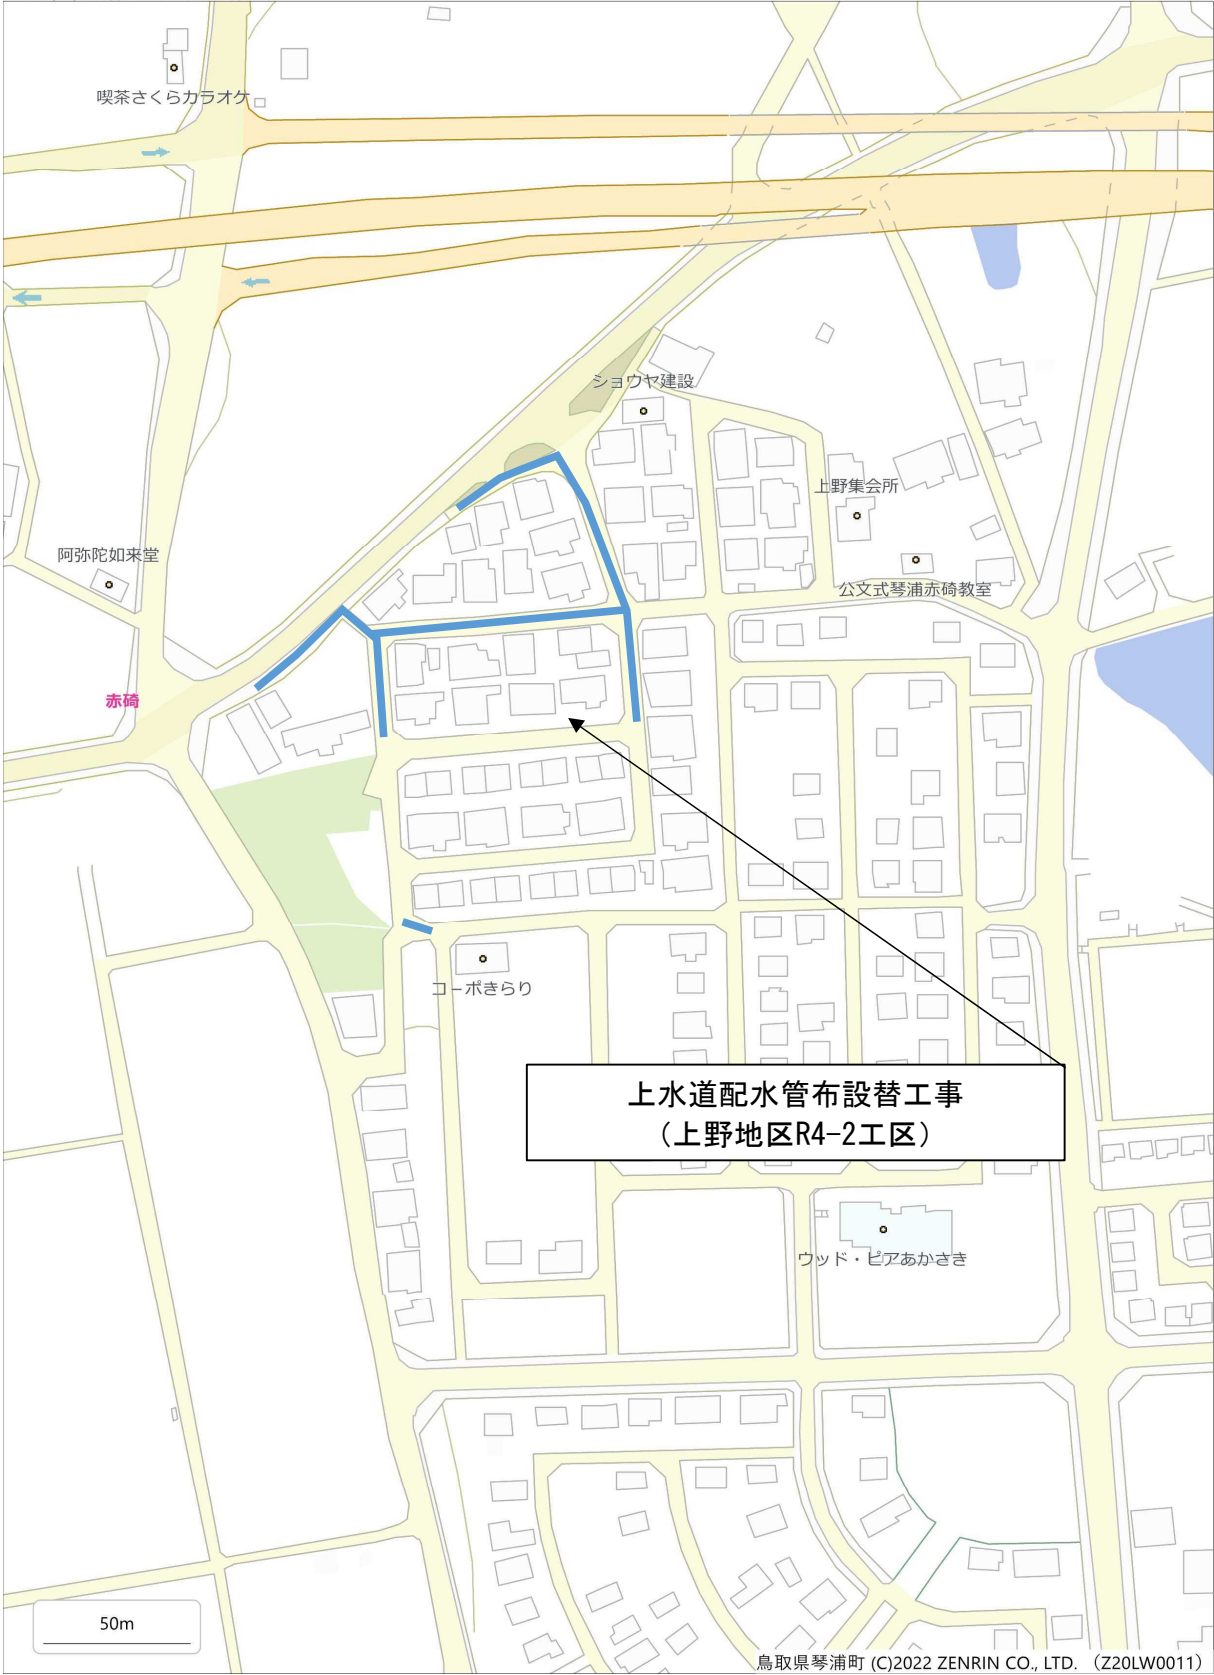 喫茶さくらカラオケ
ショウヤ建設
上野集会所
阿弥陀如来堂
公文式琴浦赤碕教室
赤碕
コーポきらり
上水道配水管布設替工事
（上野地区R4−2工区）
ウッド・ピアあかさき
50m
鳥取県琴浦町 (C)2022 ZENRIN CO., LTD. （Z20LW0011）